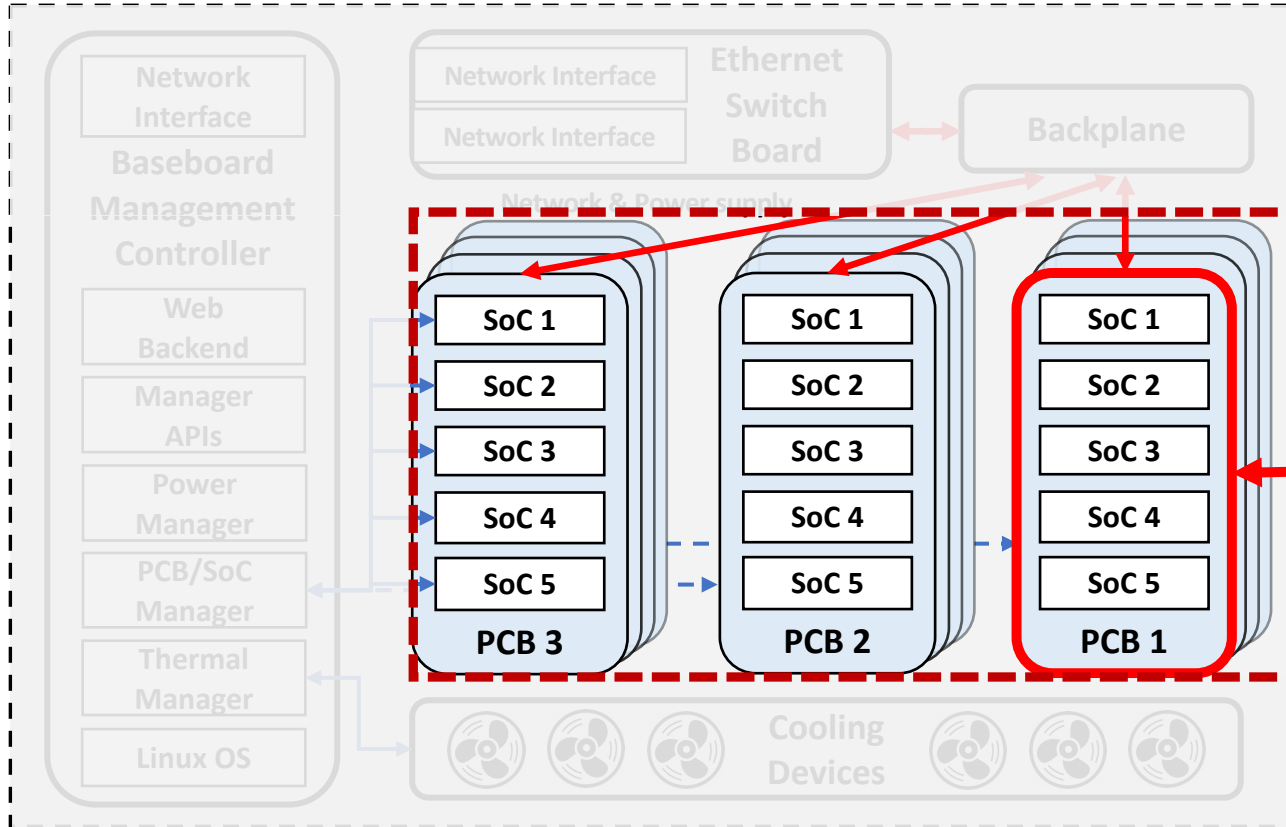 Network
Interface
Baseboard
Management
Controller
Web
Backend
Manager
APIs
Power
Manager
PCB/SoC
Manager
Thermal
Manager
Linux OS
Network Interface
Network Interface
Ethernet
Switch
Board
Backplane
Network & Power supply
SoC 1
SoC 2
SoC 3
SoC 4
SoC 5
PCB 3
SoC 1
SoC 2
SoC 3
SoC 4
SoC 5
PCB 2
SoC 1
SoC 2
SoC 3
SoC 4
SoC 5
PCB 1
Cooling
Devices